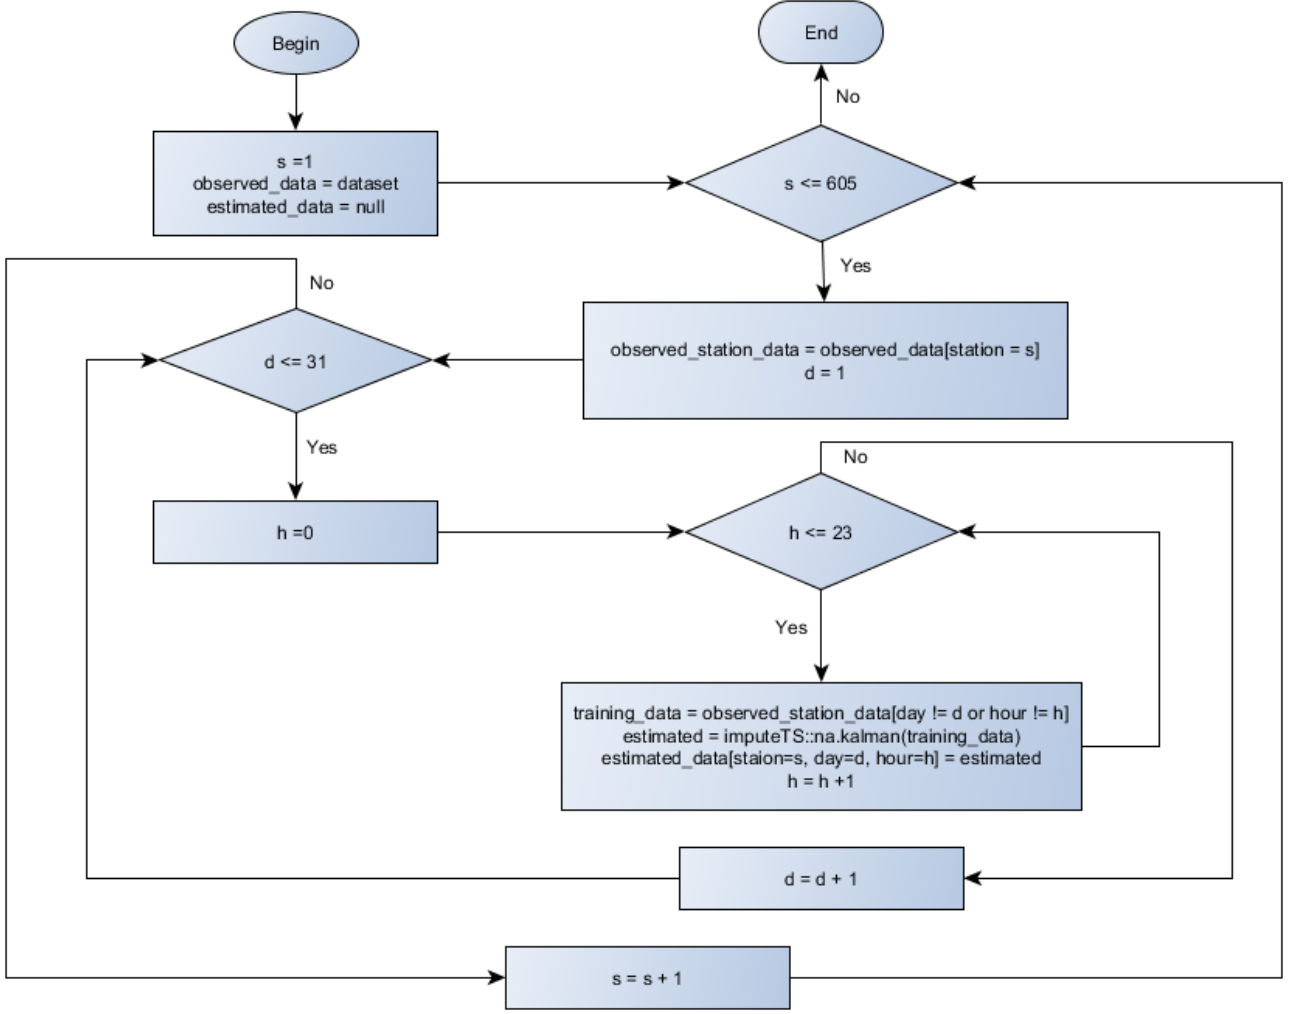 Begin
End
No
s =1
observed_data = dataset
estimated_data = null
s <= 605
Yes
No
observed_station_data = observed_data[station = s]
d = 1
d <= 31
Yes
No
h =0
h <= 23
Yes
training_data = observed_station_data[day != d or hour != h]
estimated = imputeTS::na.kalman(training_data)
estimated_data[staion=s, day=d, hour=h] = estimated
h = h +1
d = d + 1
s = s + 1